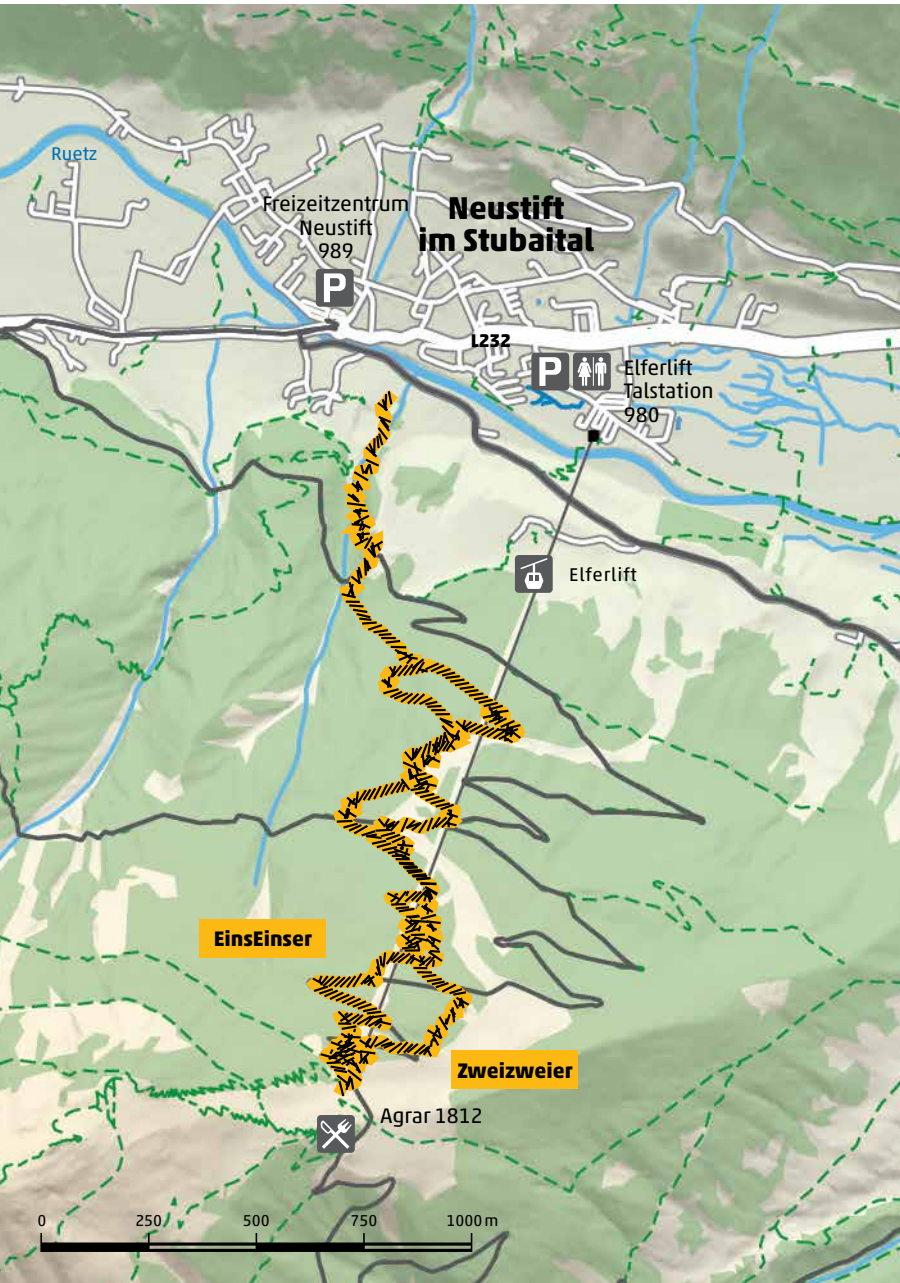 Ruetz
Freizeitzentrum
Neustift
989
P
Neustift
im Stubaital
L232
P
Elferlift
Talstation
980
Elferlift
EinsEinser
Zweizweier
Agrar 1812
0 250 500 750 1000 m